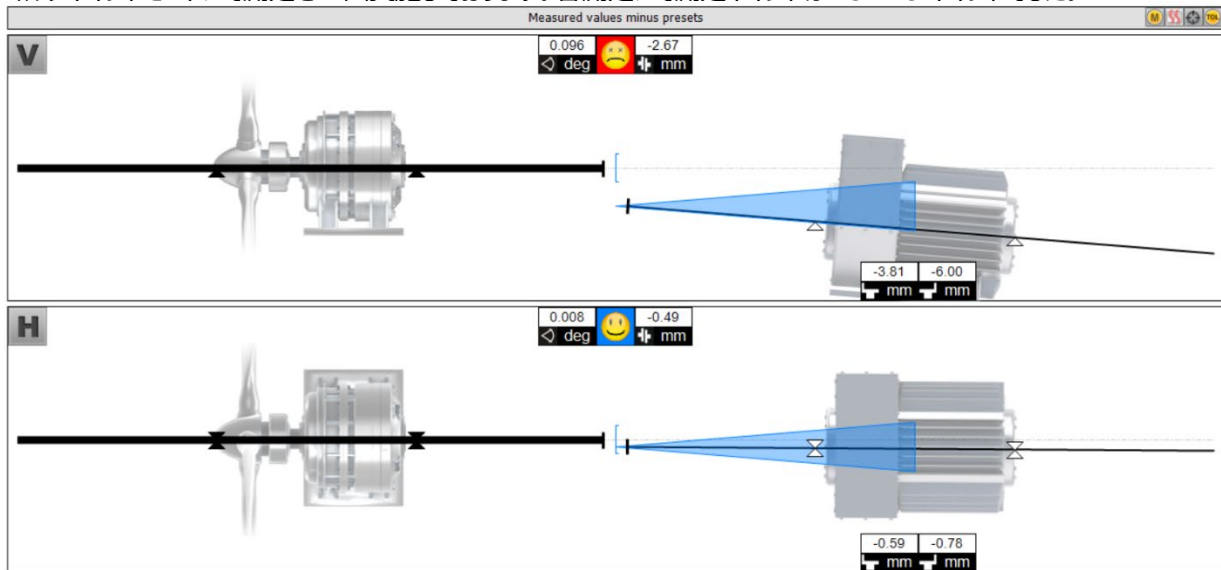 Measured values minus presets
M
TOL
V
0.096 -2.67
deg mm
-3.81 -6.00
mm mm
H
0.008 -0.49
deg mm
-0.59 -0.78
mm mm